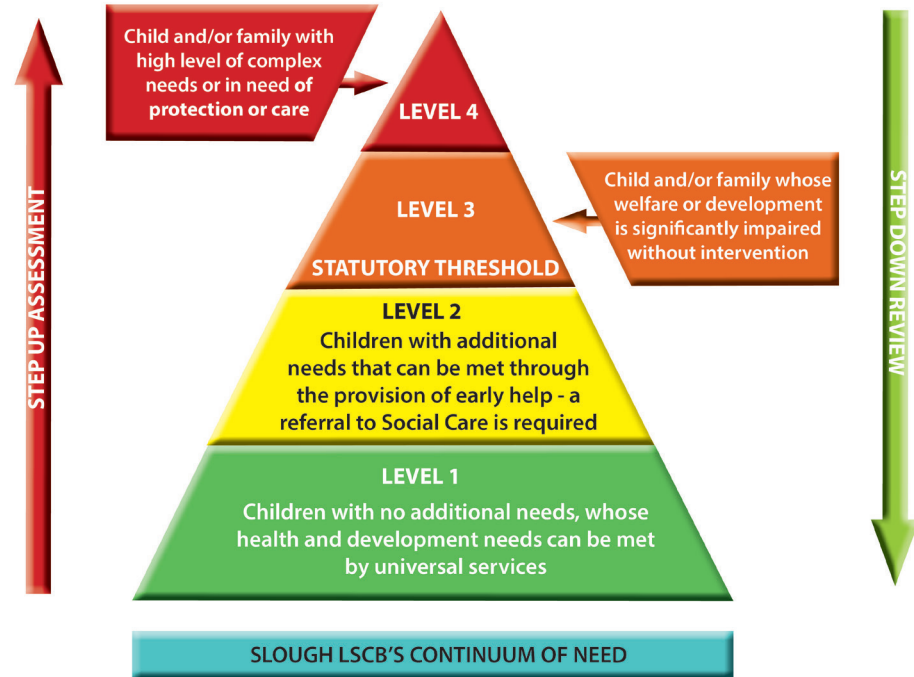 Child and/or family with
high level of complex
needs or in need of
protection or care
LEVEL 4
STEP UP ASSESSMENT
STEP DOWN REVIEW
LEVEL 3
STATUTORY THRESHOLD
Child and/or family whose
welfare or development
is significantly impaired
without intervention
LEVEL 2
Children with additional
needs that can be met through
the provision of early help - a
referral to Social Care is required
LEVEL 1
Children with no additional needs, whose
health and development needs can be met
by universal services
SLOUGH LSCB'S CONTINUUM OF NEED